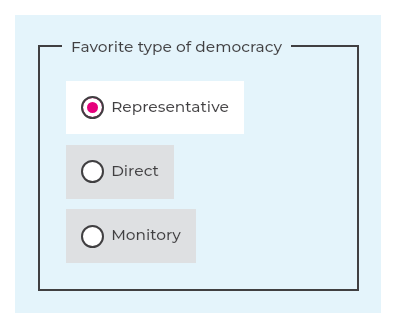 Favorite type of democracy
Representative
Direct
Monitory